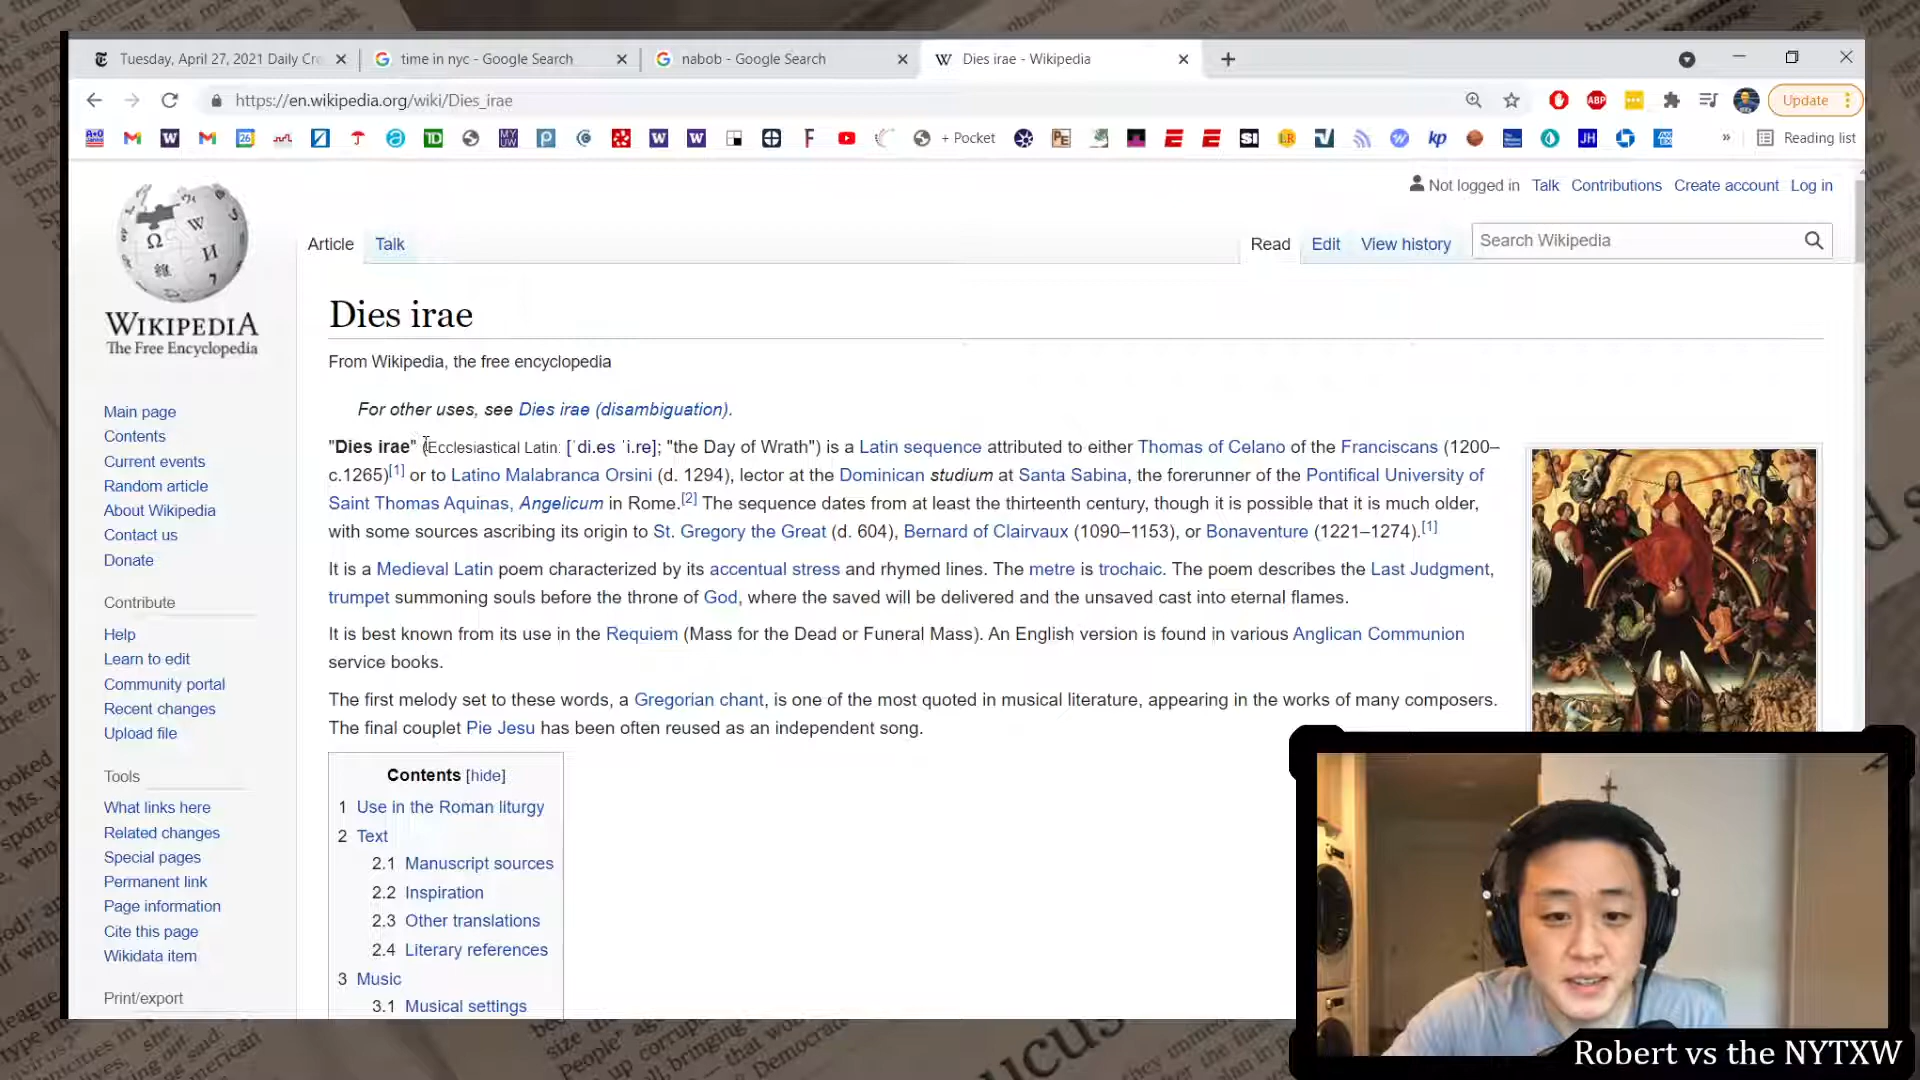 Tuesday, April 27, 2021 Daily Cr
time in nyc - Google Search
nabob - Google Search
Dies irae - Wikipedia
https://en.wikipedia.org/wiki/Dies_irae
ABP
Update
+ Pocket
Reading list
Not logged in Talk Contributions Create account Log in
Article Talk
Read Edit View history
Search Wikipedia
WIKIPEDIA
The Free Encyclopedia
Main page
Contents
Current events
Random article
About Wikipedia
Contact us
Donate
Contribute
Help
Learn to edit
Community portal
Recent changes
Upload file
Tools
What links here
Related changes
Special pages
Permanent link
Page information
Cite this page
Wikidata item
Print/export
Dies irae
From Wikipedia, the free encyclopedia
For other uses, see Dies irae (disambiguation).
"Dies irae" (Ecclesiastical Latin: [ˈdi.es ˈi.re]; "the Day of Wrath") is a Latin sequence attributed to either Thomas of Celano of the Franciscans (1200–
c.1265)[1] or to Latino Malabranca Orsini (d. 1294), lector at the Dominican studium at Santa Sabina, the forerunner of the Pontifical University of
Saint Thomas Aquinas, Angelicum in Rome.[2] The sequence dates from at least the thirteenth century, though it is possible that it is much older,
with some sources ascribing its origin to St. Gregory the Great (d. 604), Bernard of Clairvaux (1090–1153), or Bonaventure (1221–1274).[1]
It is a Medieval Latin poem characterized by its accentual stress and rhymed lines. The metre is trochaic. The poem describes the Last Judgment,
trumpet summoning souls before the throne of God, where the saved will be delivered and the unsaved cast into eternal flames.
It is best known from its use in the Requiem (Mass for the Dead or Funeral Mass). An English version is found in various Anglican Communion
service books.
The first melody set to these words, a Gregorian chant, is one of the most quoted in musical literature, appearing in the works of many composers.
The final couplet Pie Jesu has been often reused as an independent song.
Contents [hide]
1 Use in the Roman liturgy
2 Text
2.1 Manuscript sources
2.2 Inspiration
2.3 Other translations
2.4 Literary references
3 Music
3.1 Musical settings
Robert vs the NYTXW